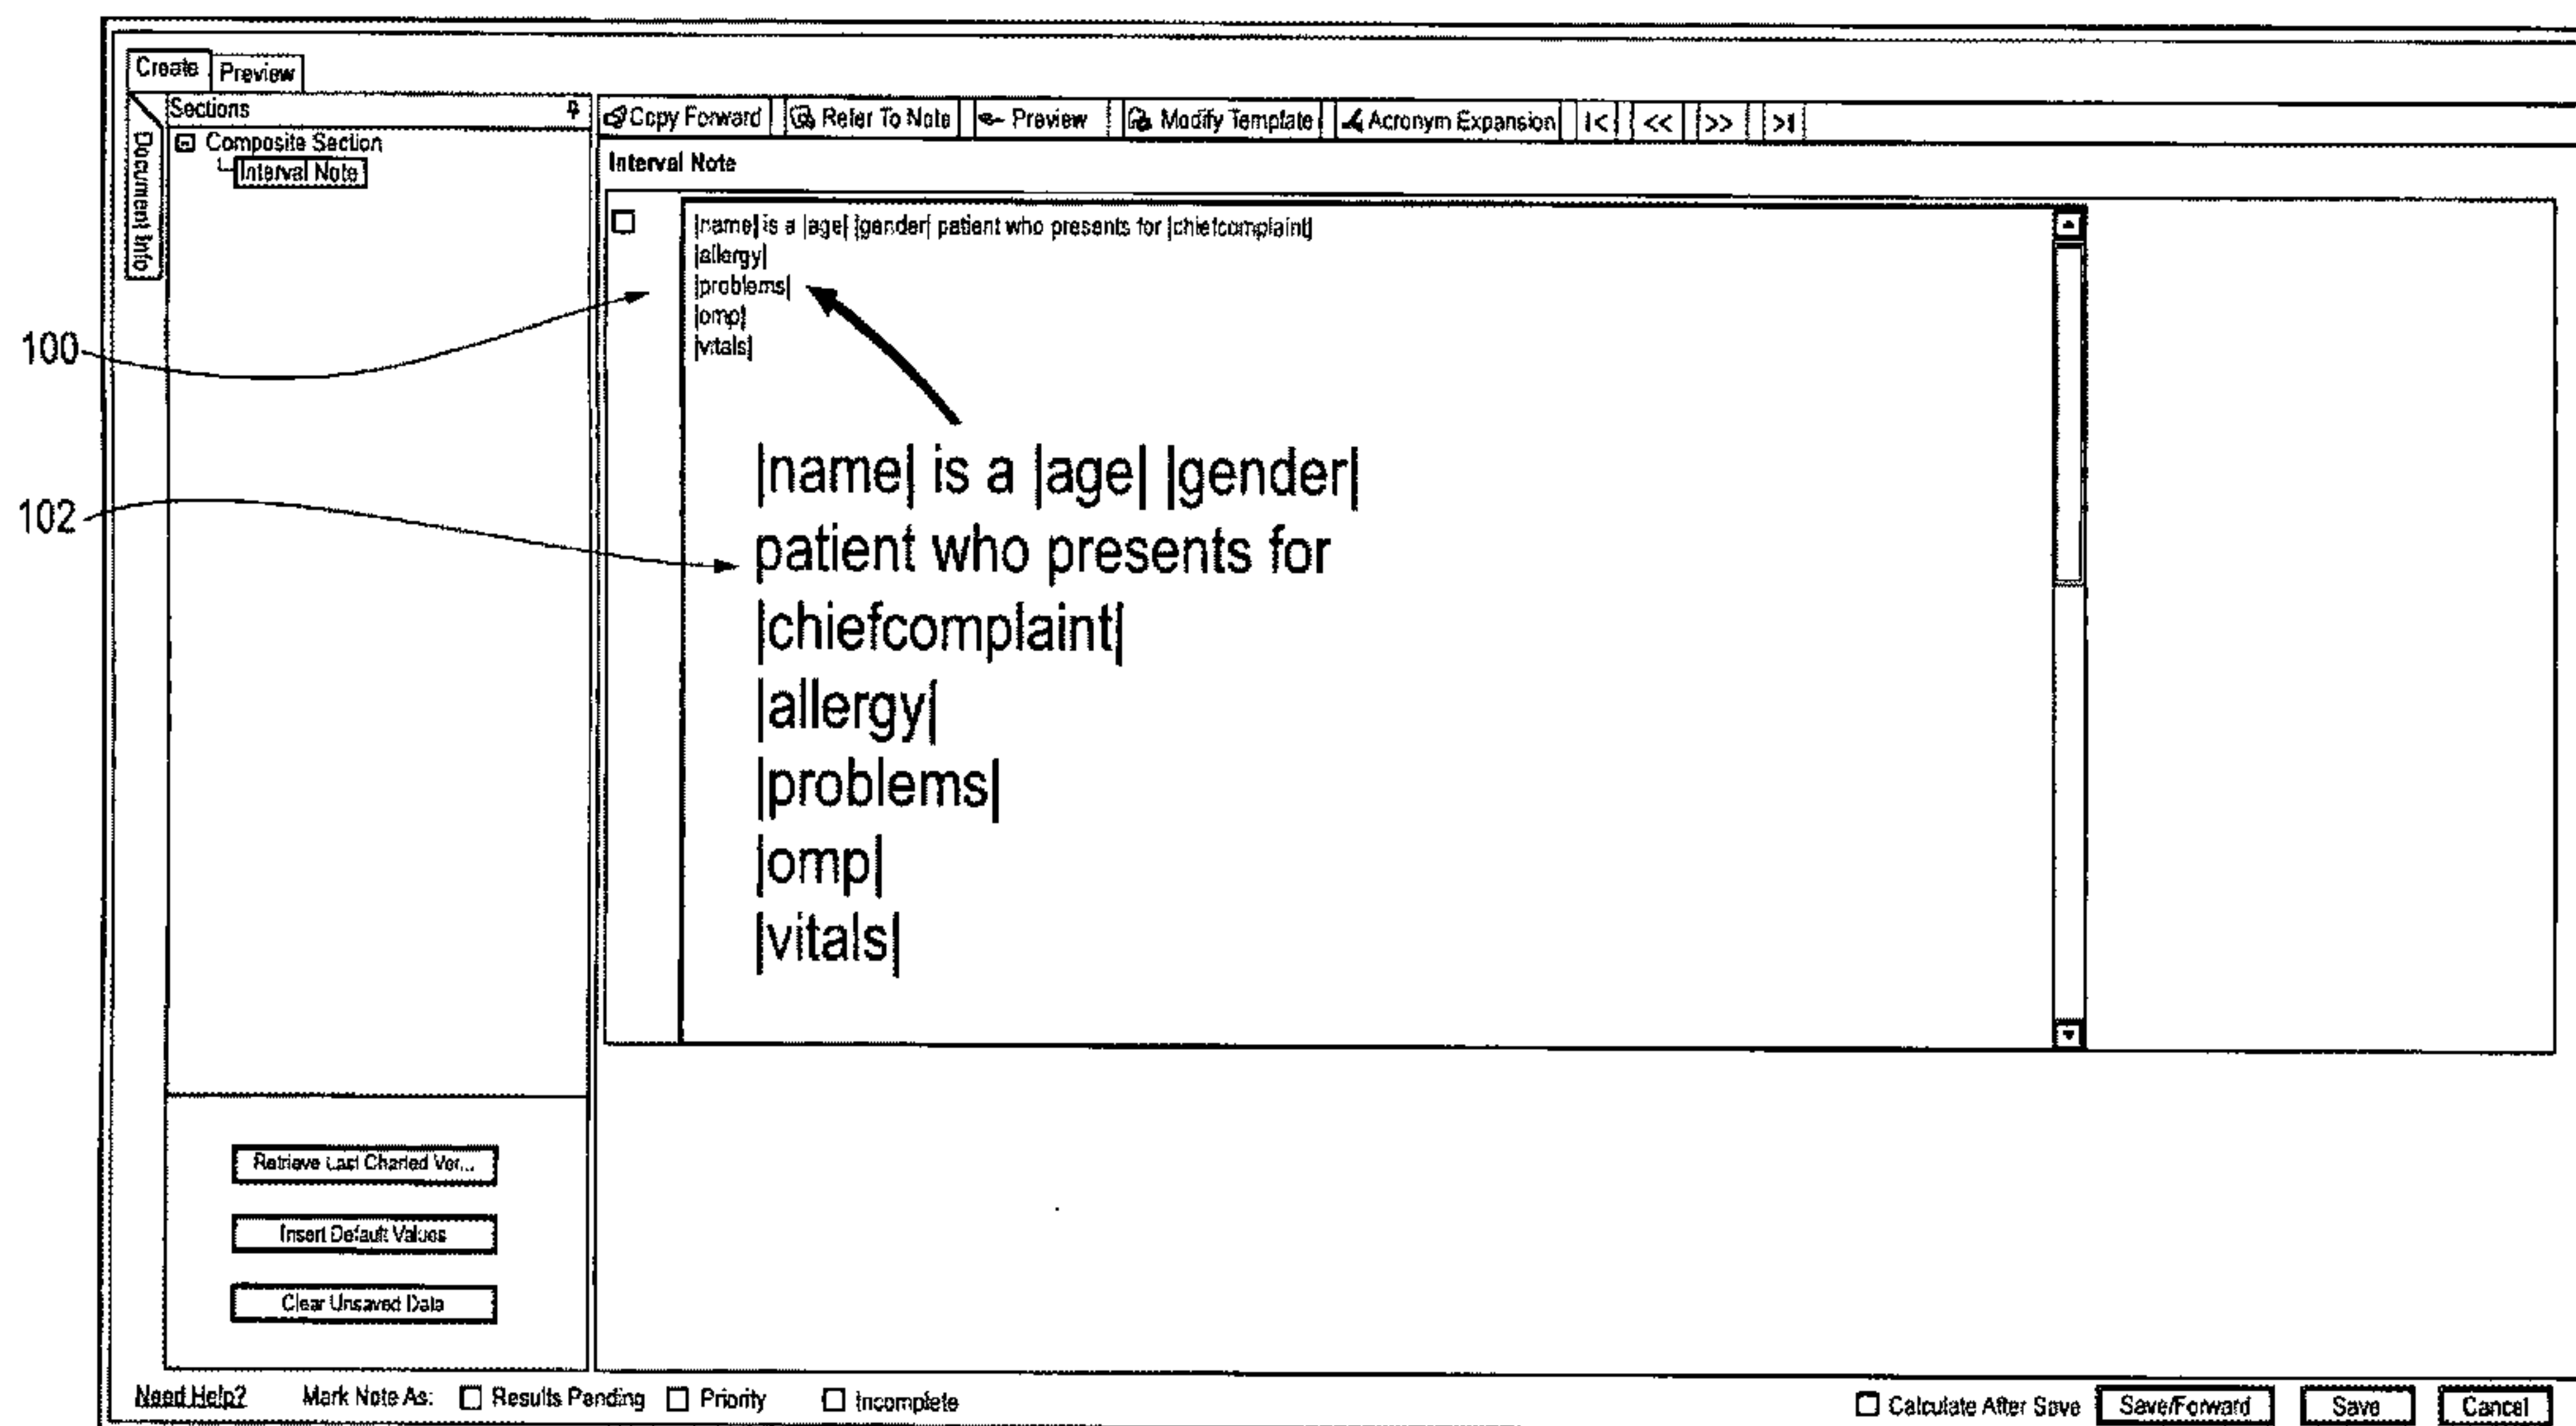 Create Preview
Document Info
Sections
Composite Section
Interval Note
Copy Forward Refer To Note Preview Modify Template Acronym Expansion |< << >> >|
Interval Note
|name| is a |age| |gender| patient who presents for |chiefcomplaint|
|allergy|
|problems|
|omp|
|vitals|
100
102
|name| is a |age| |gender|
patient who presents for
|chiefcomplaint|
|allergy|
|problems|
|omp|
|vitals|
Retrieve Last Charted Ver...
Insert Default Values
Clear Unsaved Data
Need Help? Mark Note As: Results Pending Priority Incomplete Calculate After Save Save/Forward Save Cancel